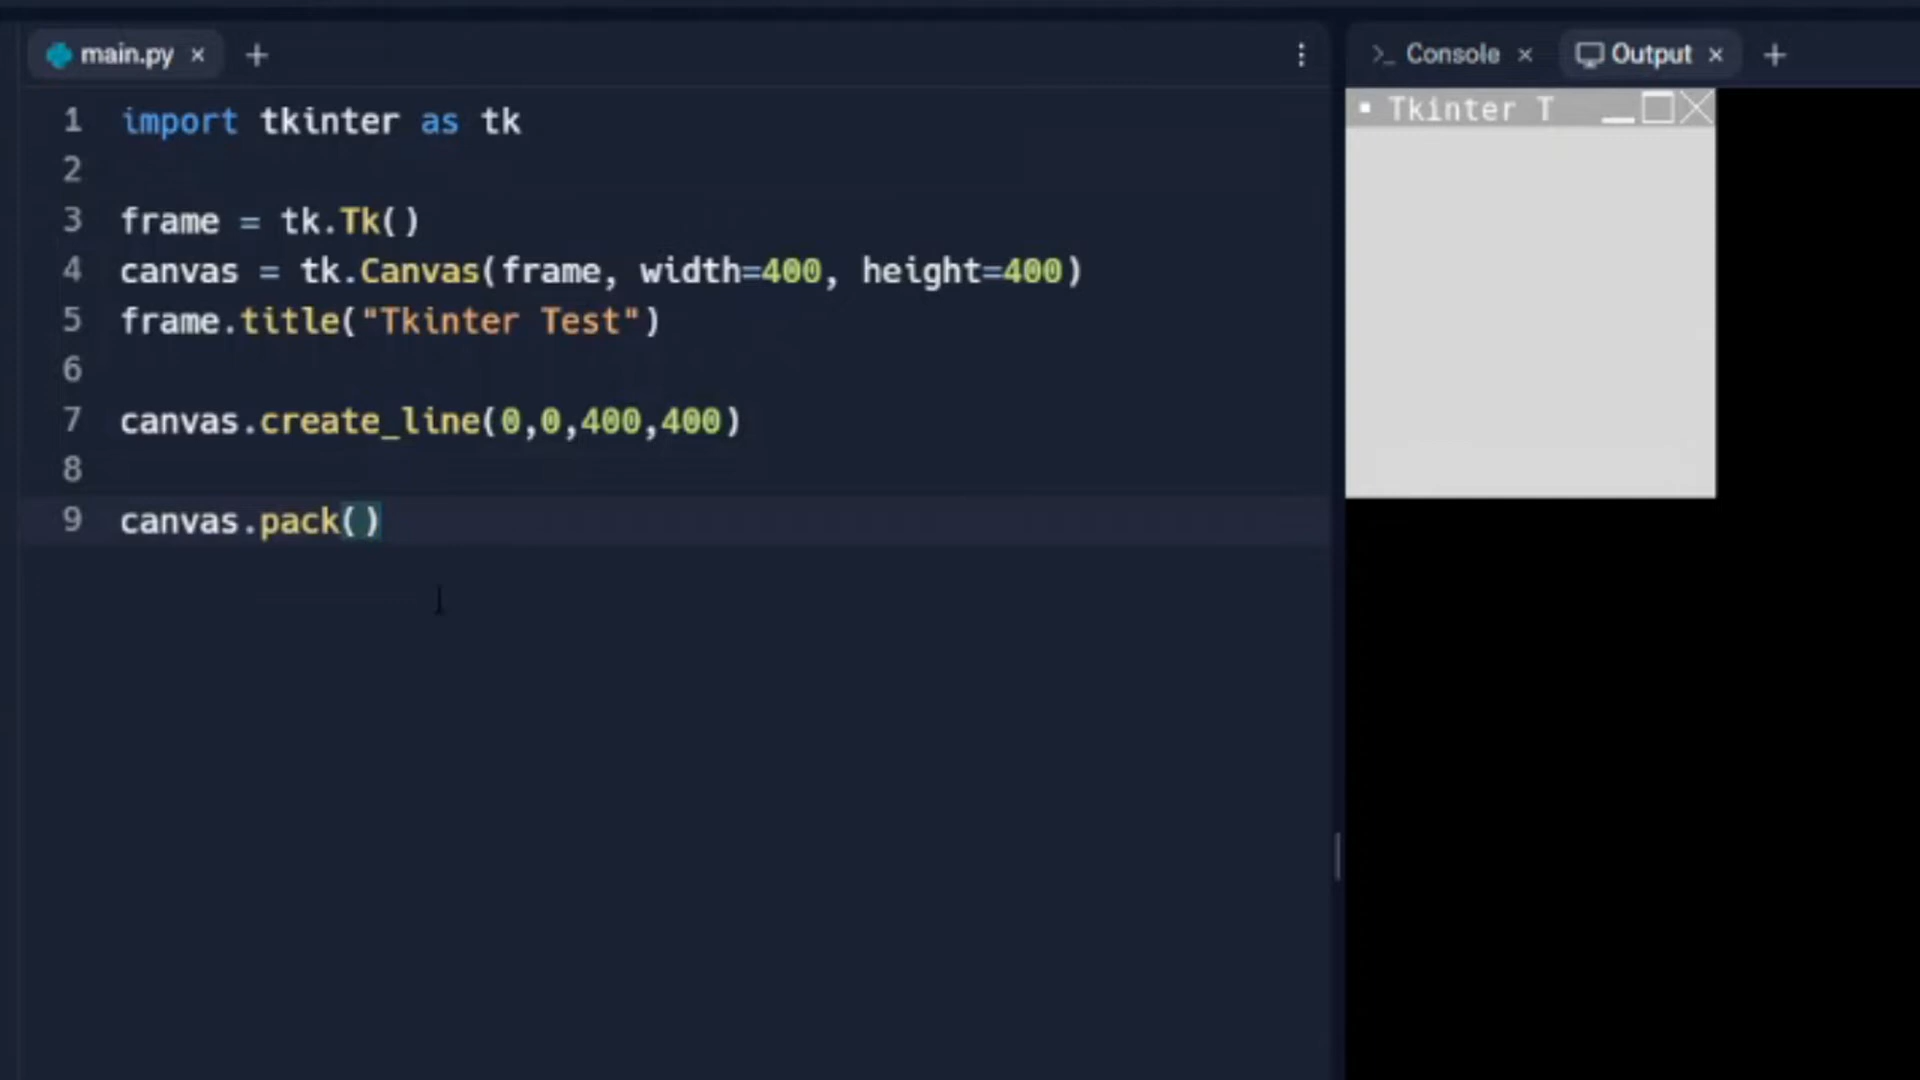 main.py
1 import tkinter as tk
2
3 frame = tk.Tk()
4 canvas = tk.Canvas(frame, width=400, height=400)
5 frame.title("Tkinter Test")
6
7 canvas.create_line(0,0,400,400)
8
9 canvas.pack()
Console
Output
Tkinter T